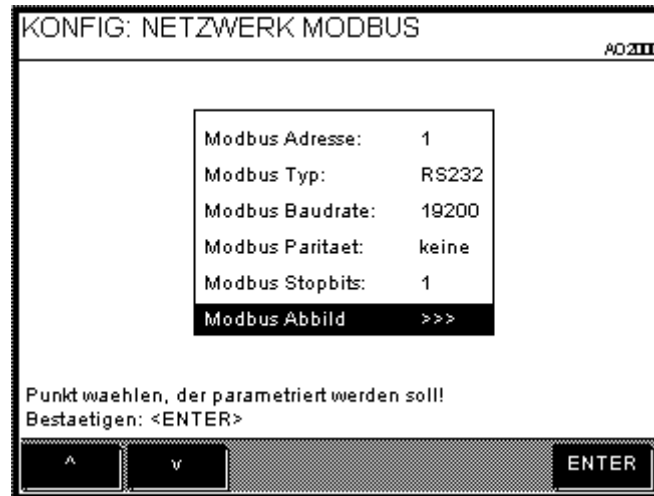 KONFIG: NETZWERK MODBUS
AO2000
Modbus Adresse: 1
Modbus Typ: RS232
Modbus Baudrate: 19200
Modbus Paritaet: keine
Modbus Stopbits: 1
Modbus Abbild >>>
Punkt waehlen, der parametriert werden soll!
Bestaetigen: <ENTER>
^ v ENTER